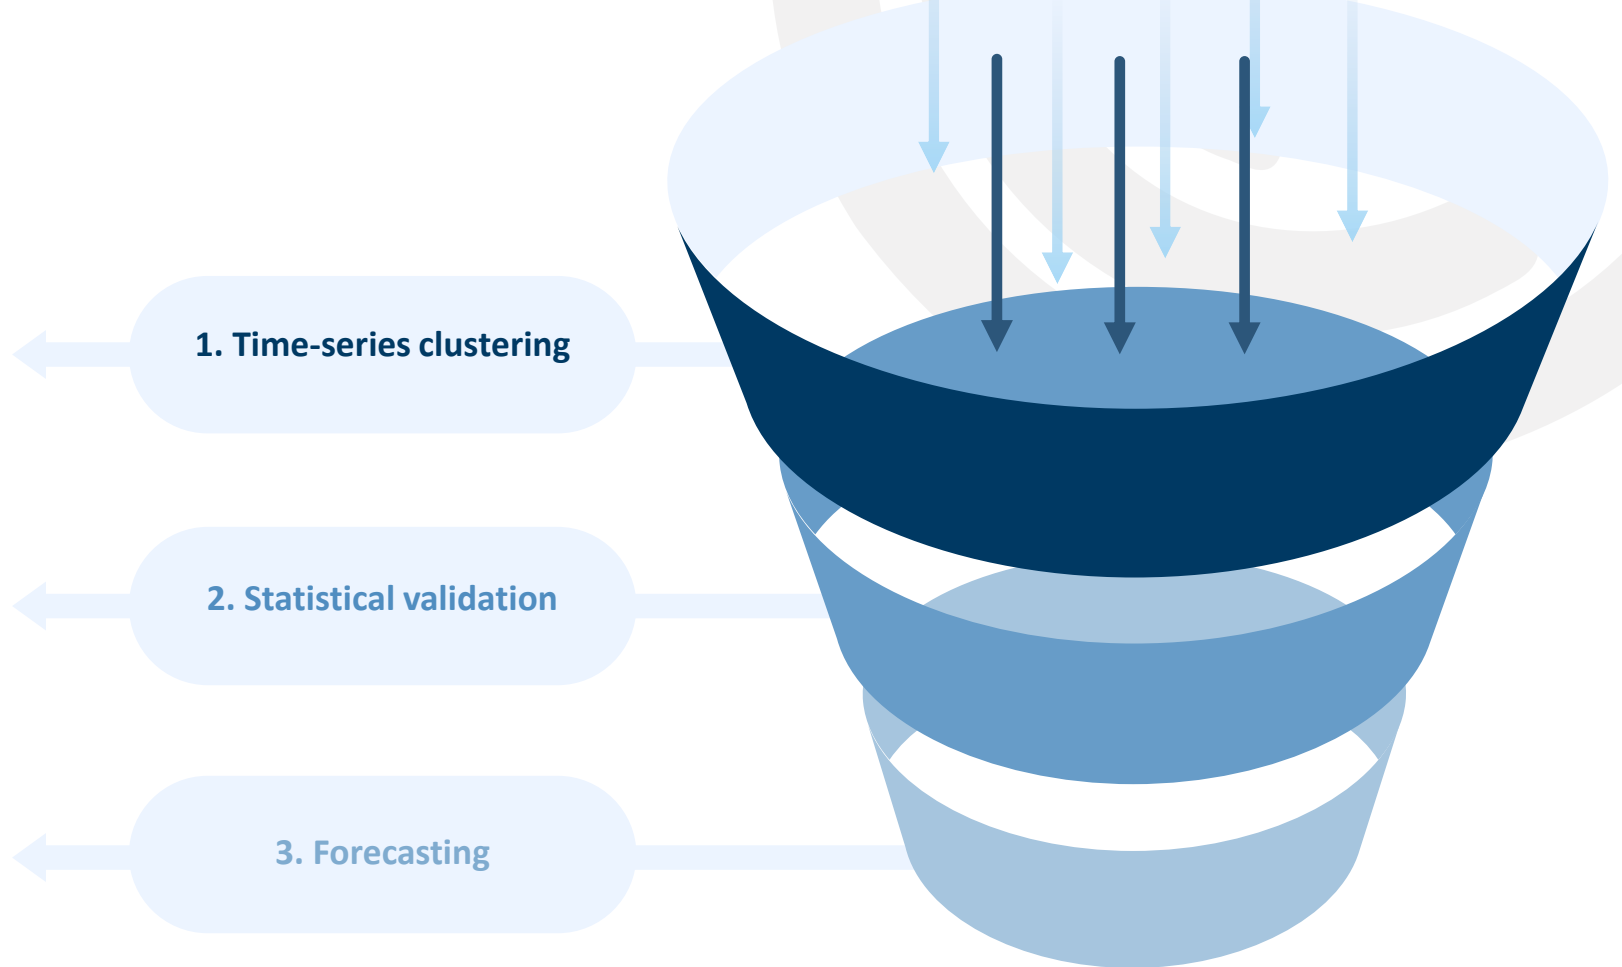 1. Time-series clustering
2. Statistical validation
3. Forecasting